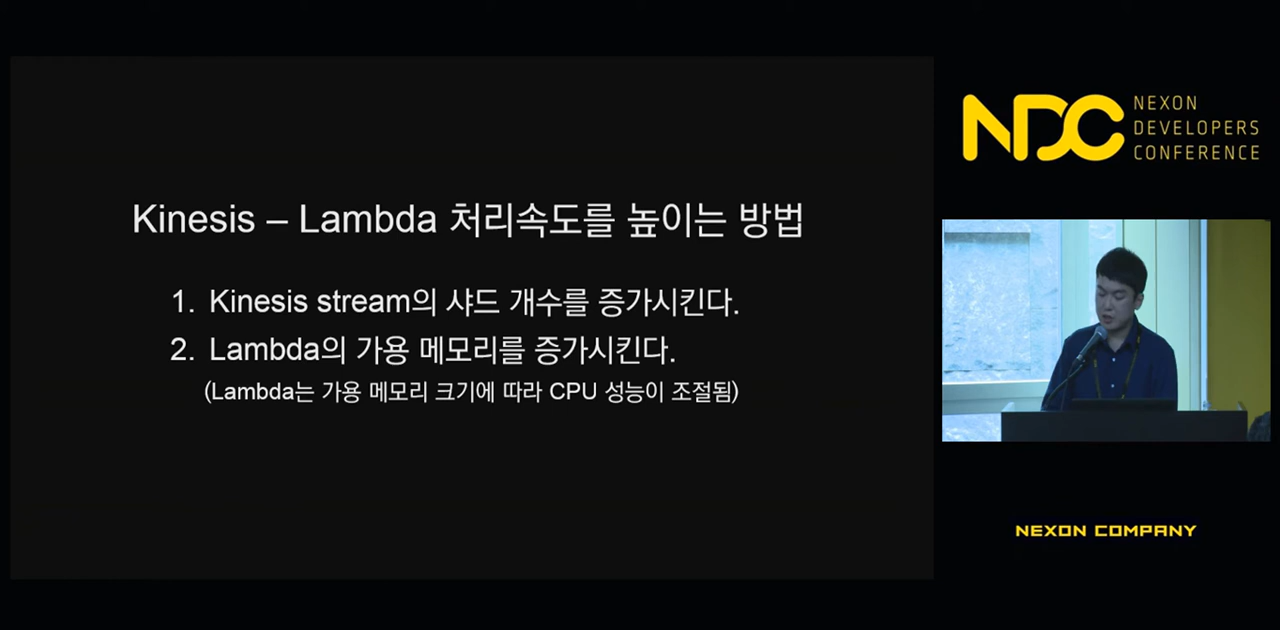 Kinesis – Lambda 처리속도를 높이는 방법
1. Kinesis stream의 샤드 개수를 증가시킨다.
2. Lambda의 가용 메모리를 증가시킨다.
(Lambda는 가용 메모리 크기에 따라 CPU 성능이 조절됨)
NDC
NEXON
DEVELOPERS
CONFERENCE
NEXON COMPANY